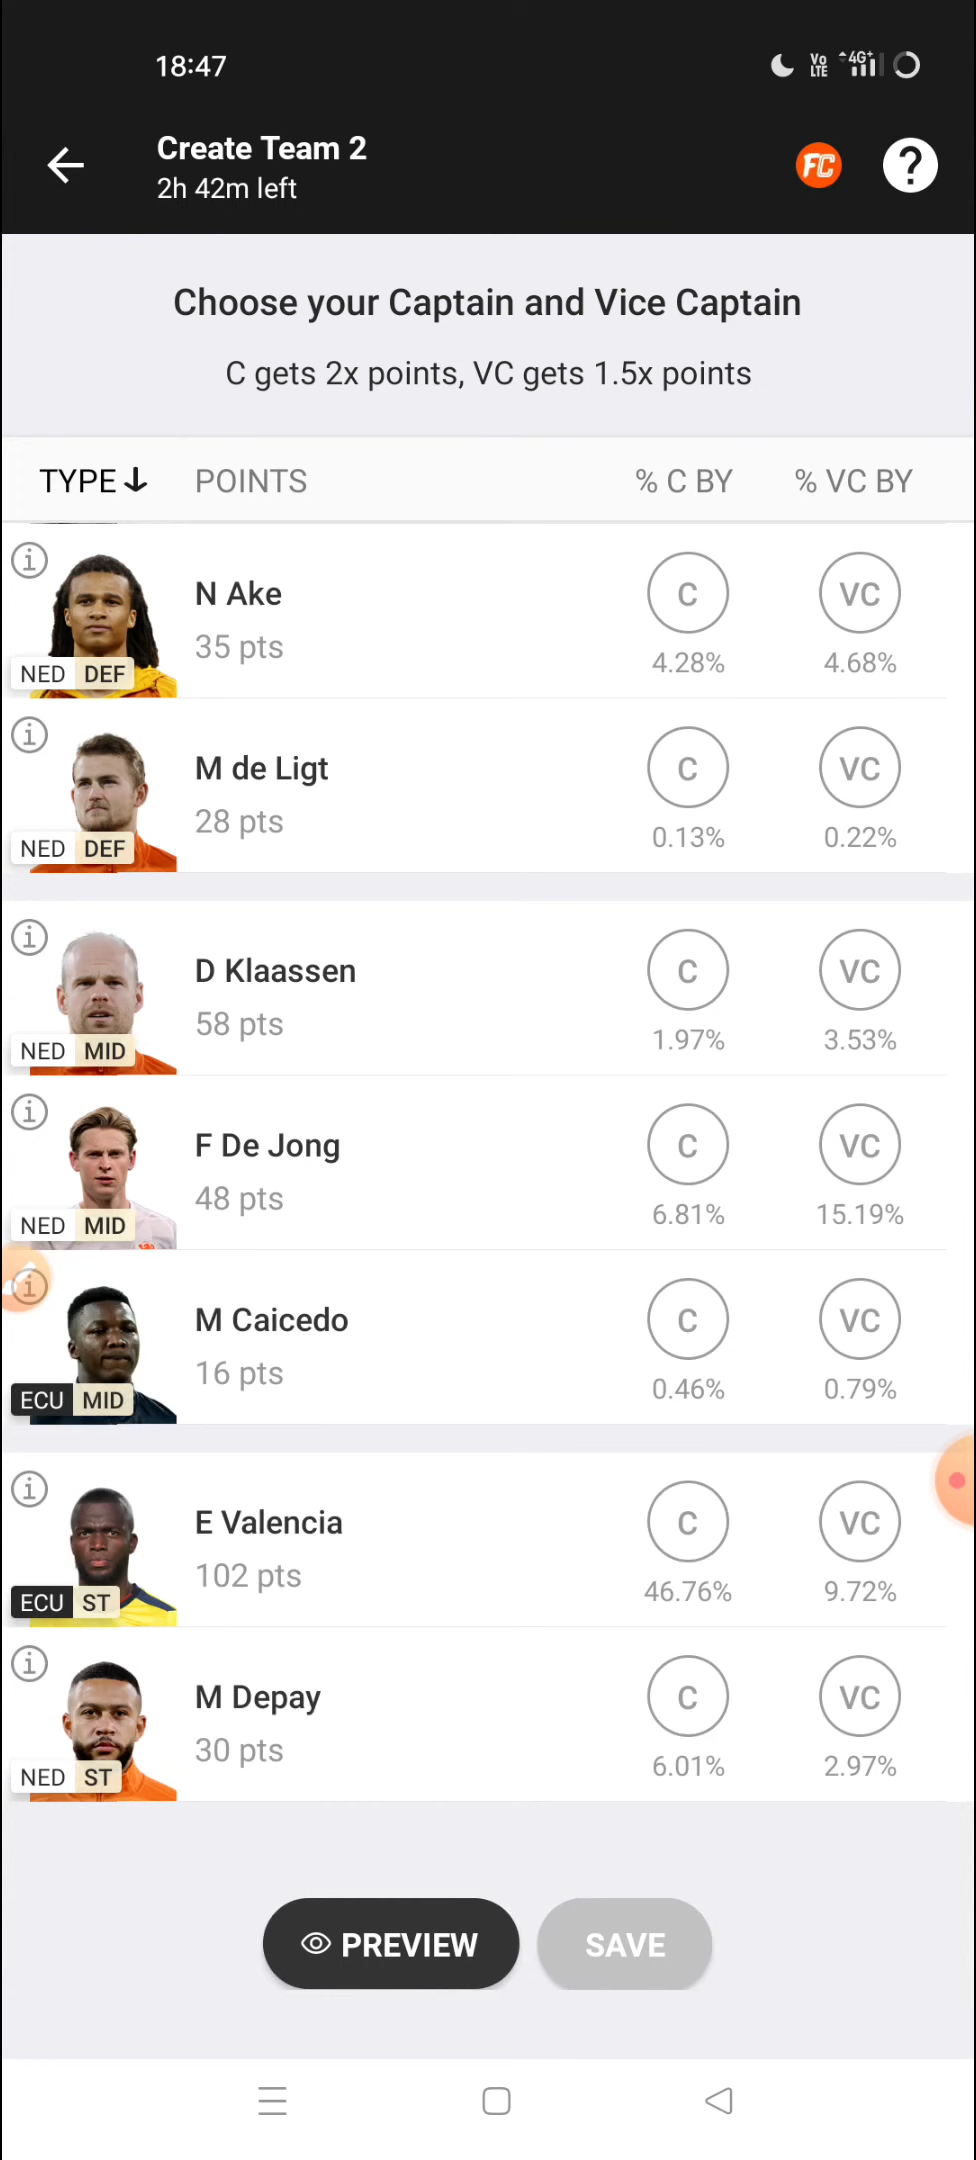 18:47
Vo LTE 4G+
Create Team 2
2h 42m left
FC
?
Choose your Captain and Vice Captain
C gets 2x points, VC gets 1.5x points
TYPE POINTS % C BY % VC BY
N Ake
35 pts
NED DEF
C
4.28%
VC
4.68%
M de Ligt
28 pts
NED DEF
C
0.13%
VC
0.22%
D Klaassen
58 pts
NED MID
C
1.97%
VC
3.53%
F De Jong
48 pts
NED MID
C
6.81%
VC
15.19%
M Caicedo
16 pts
ECU MID
C
0.46%
VC
0.79%
E Valencia
102 pts
ECU ST
C
46.76%
VC
9.72%
M Depay
30 pts
NED ST
C
6.01%
VC
2.97%
PREVIEW SAVE